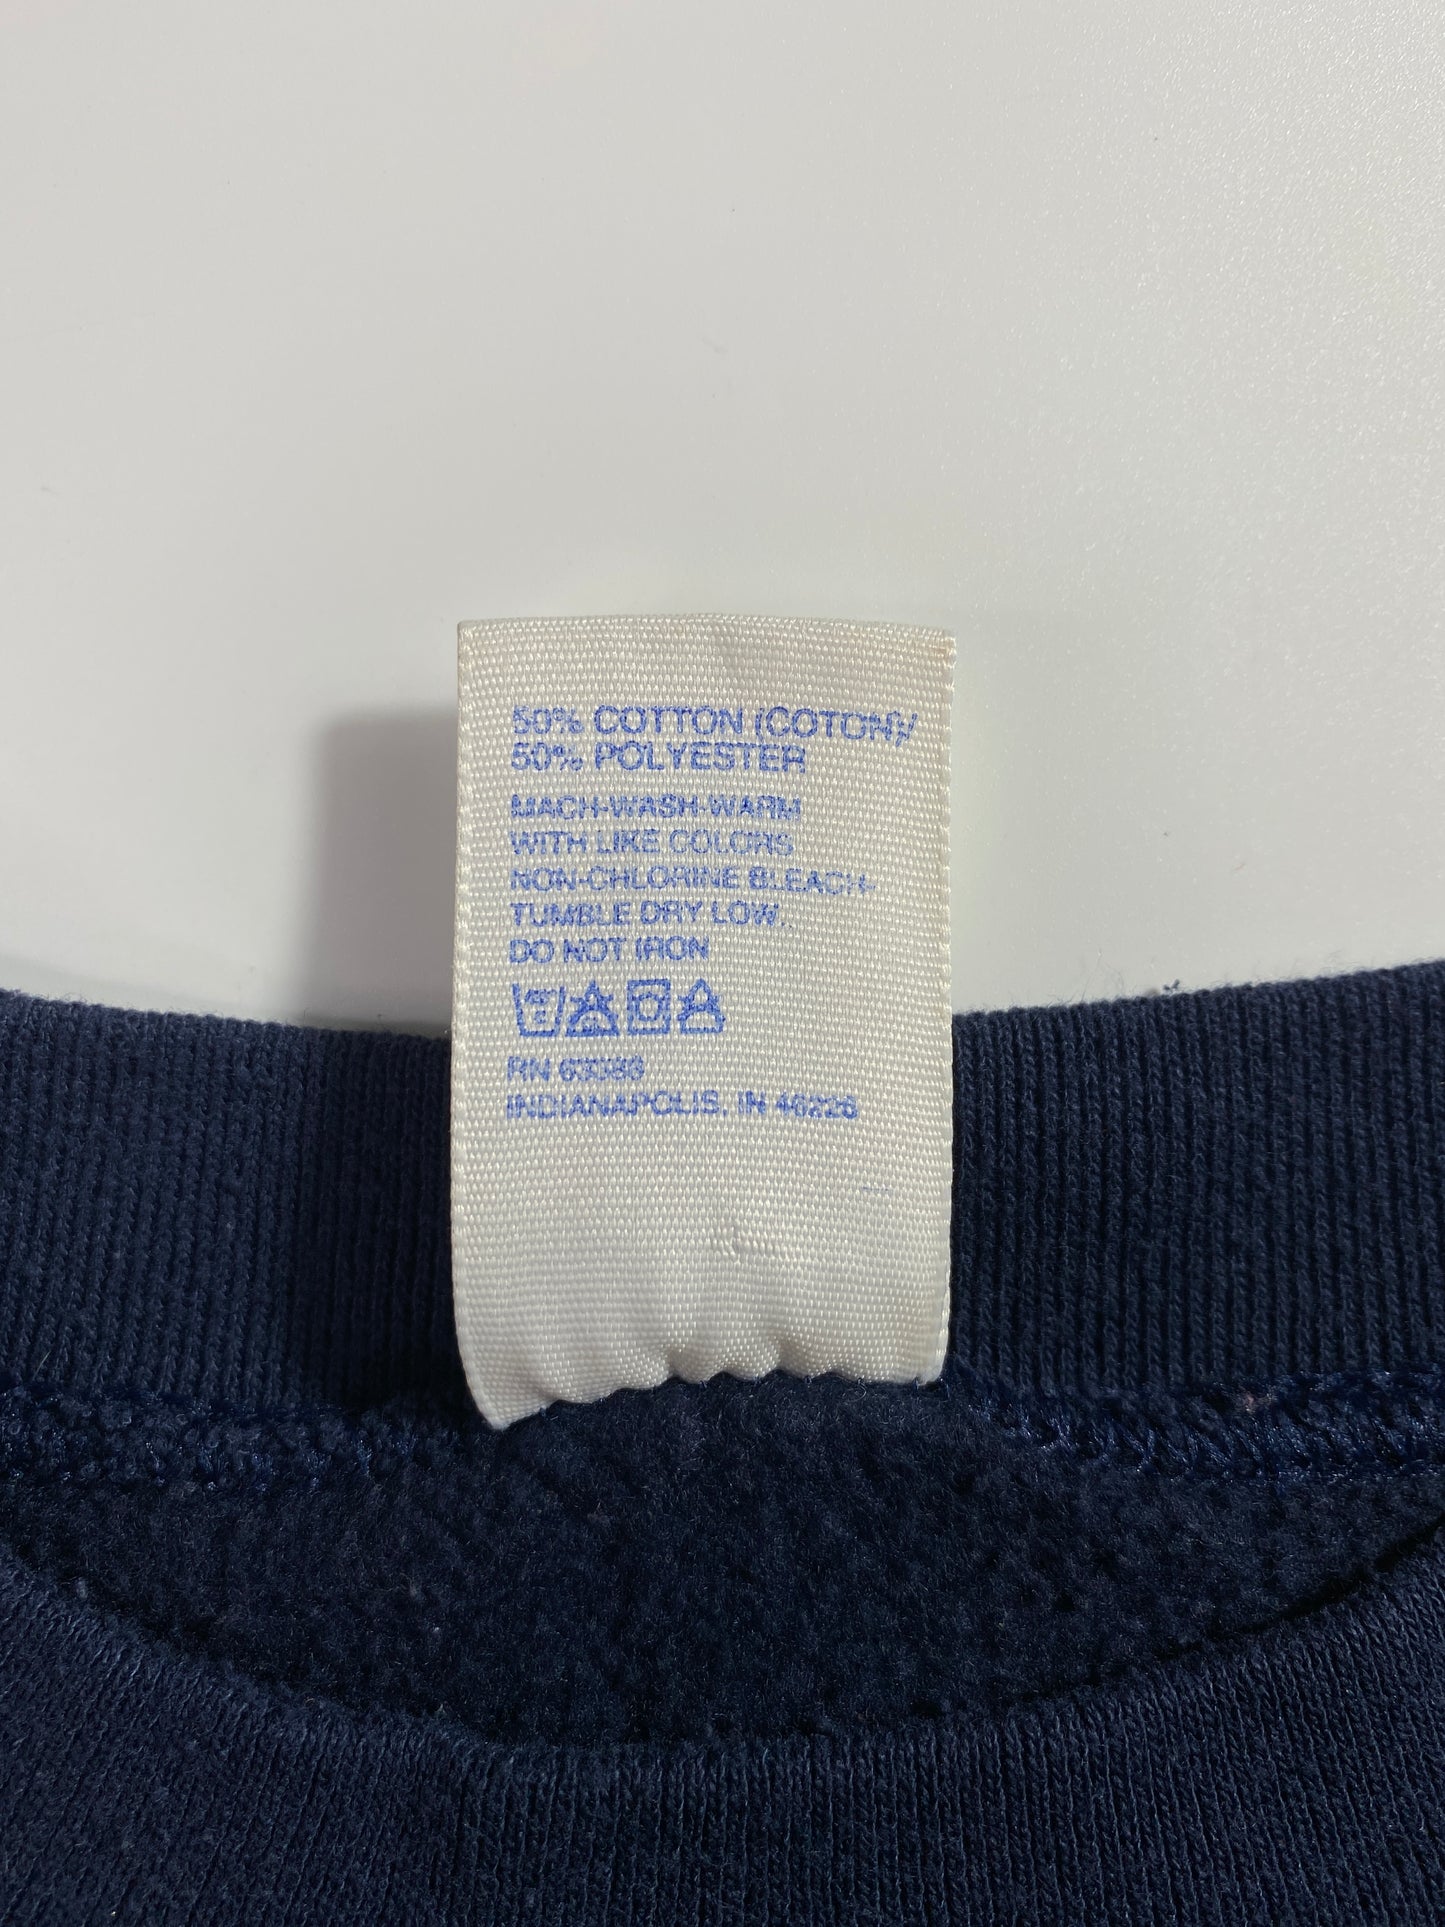 50% COTTON (COTON)/
50% POLYESTER
MACH-WASH-WARM
WITH LIKE COLORS
NON-CHLORINE BLEACH-
TUMBLE DRY LOW.
DO NOT IRON
RN
INDIANAPOLIS, IN 46226